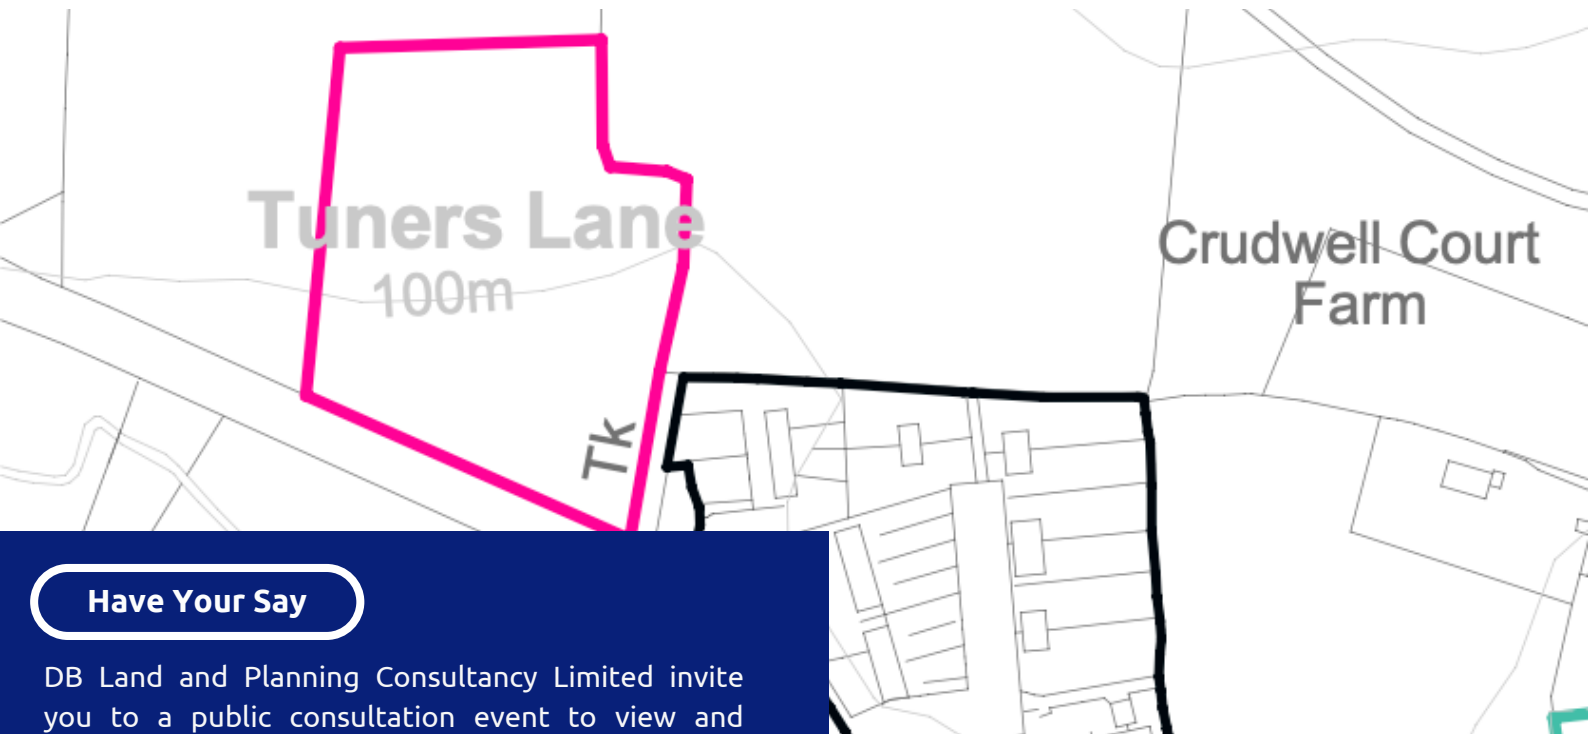 Tuners Lane
100m
Crudwell Court
Farm
Tk
Have Your Say
DB Land and Planning Consultancy Limited invite
you to a public consultation event to view and